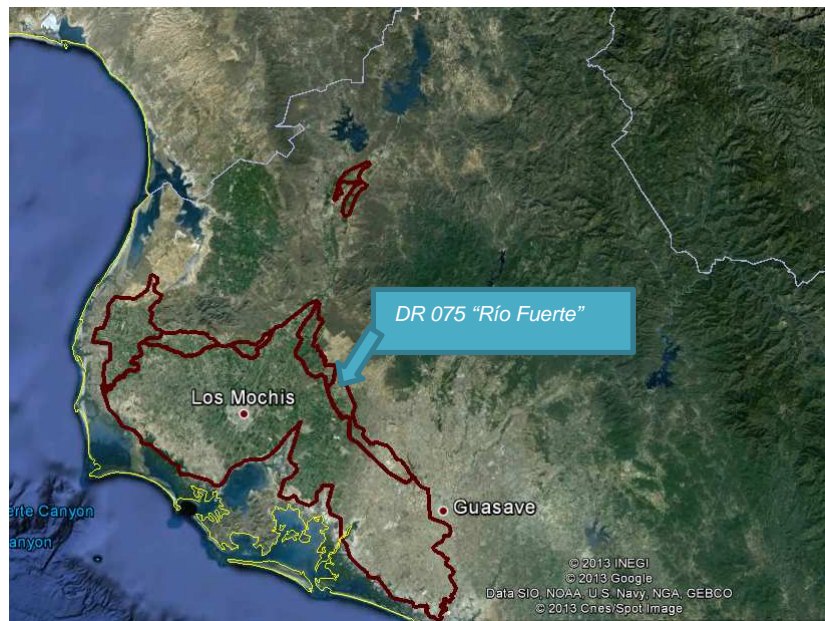 DR 075 “Río Fuerte”
Los Mochis
Guasave
erte Canyon
anyon
© 2013 INEGI
© 2013 Google
Data SIO, NOAA, U.S. Navy, NGA, GEBCO
© 2013 Cnes/Spot Image